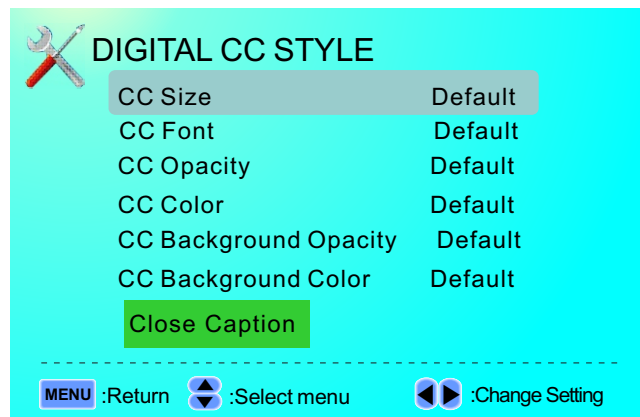 DIGITAL CC STYLE
CC Size Default
CC Font Default
CC Opacity Default
CC Color Default
CC Background Opacity Default
CC Background Color Default
Close Caption
MENU :Return :Select menu :Change Setting